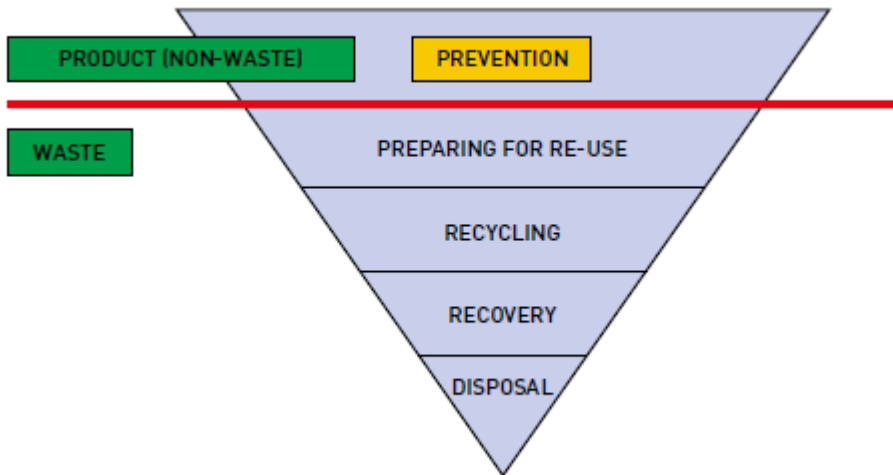 PRODUCT (NON-WASTE)
PREVENTION
WASTE
PREPARING FOR RE-USE
RECYCLING
RECOVERY
DISPOSAL